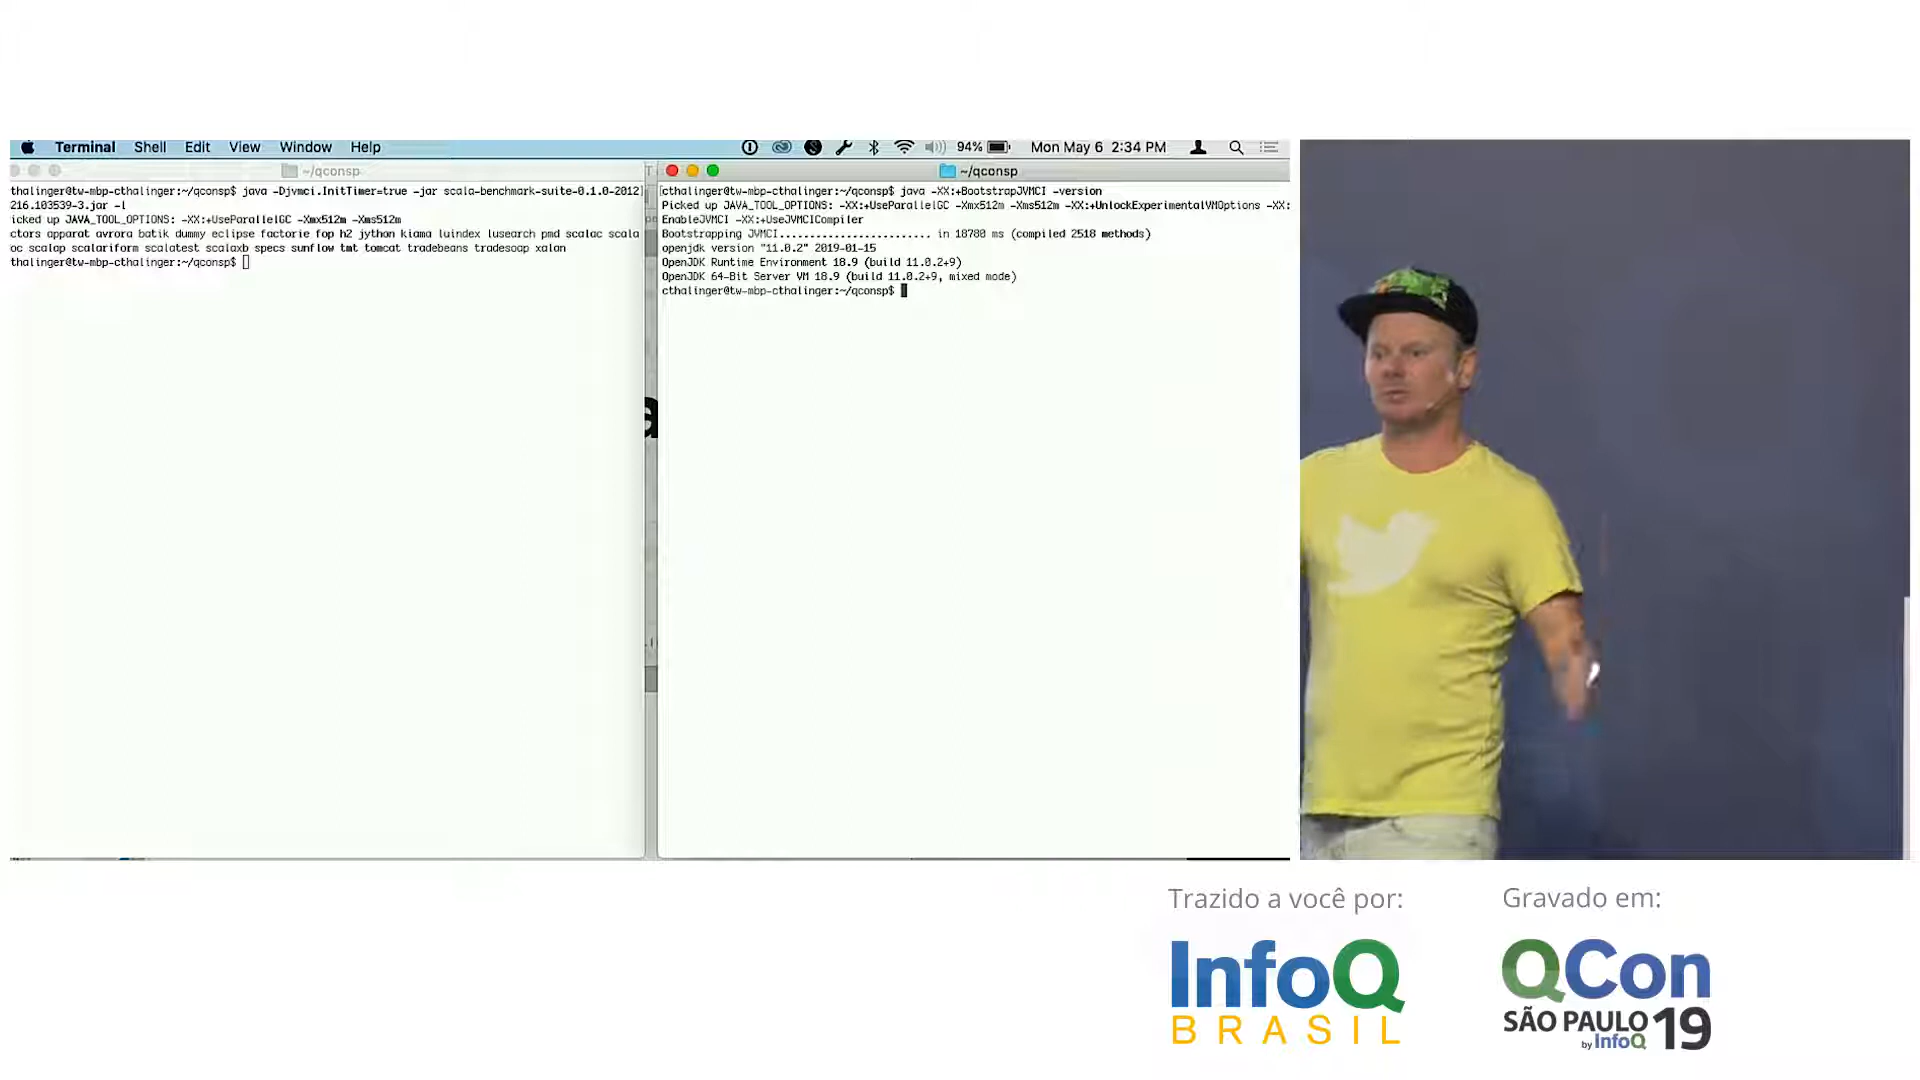 Terminal Shell Edit View Window Help 94% Mon May 6 2:34 PM
~/qconsp
thalinger@tw-mbp-cthalinger:~/qconsp$ java -Djvmci.InitTimer=true -jar scala-benchmark-suite-0.1.0-2012
216.103539-3.jar -l
icked up JAVA_TOOL_OPTIONS: -XX:+UseParallelGC -Xmx512m -Xms512m
ctors apparat avrora batik dummy eclipse factorie fop h2 jython kiama luindex lusearch pmd scalac scala
oc scalap scalariform scalatest scalaxb specs sunflow tmt tomcat tradebeans tradesoap xalan
thalinger@tw-mbp-cthalinger:~/qconsp$
a
~/qconsp
cthalinger@tw-mbp-cthalinger:~/qconsp$ java -XX:+BootstrapJVMCI -version
Picked up JAVA_TOOL_OPTIONS: -XX:+UseParallelGC -Xmx512m -Xms512m -XX:+UnlockExperimentalVMOptions -XX:
EnableJVMCI -XX:+UseJVMCICompiler
Bootstrapping JVMCI......................... in 18780 ms (compiled 2518 methods)
openjdk version "11.0.2" 2019-01-15
OpenJDK Runtime Environment 18.9 (build 11.0.2+9)
OpenJDK 64-Bit Server VM 18.9 (build 11.0.2+9, mixed mode)
cthalinger@tw-mbp-cthalinger:~/qconsp$
Trazido a você por:
InfoQ
BRASIL
Gravado em:
QCon
SÃO PAULO 19
by InfoQ